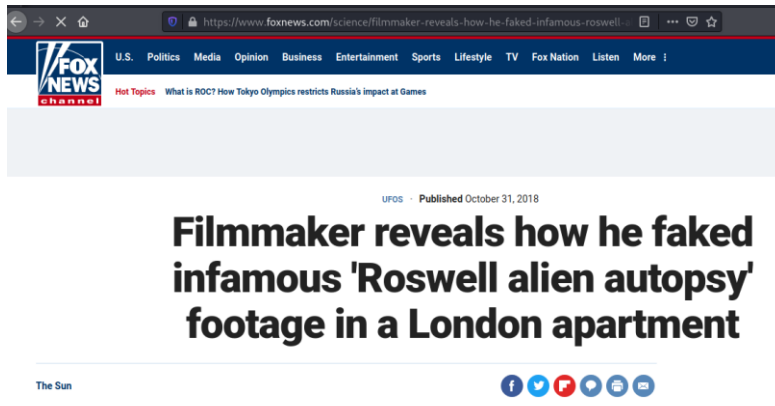 https://www.foxnews.com/science/filmmaker-reveals-how-he-faked-infamous-roswell-
FOX
NEWS
channel
U.S. Politics Media Opinion Business Entertainment Sports Lifestyle TV Fox Nation Listen More
Hot Topics What is ROC? How Tokyo Olympics restricts Russia's impact at Games
UFOS · Published October 31, 2018
Filmmaker reveals how he faked
infamous 'Roswell alien autopsy'
footage in a London apartment
The Sun